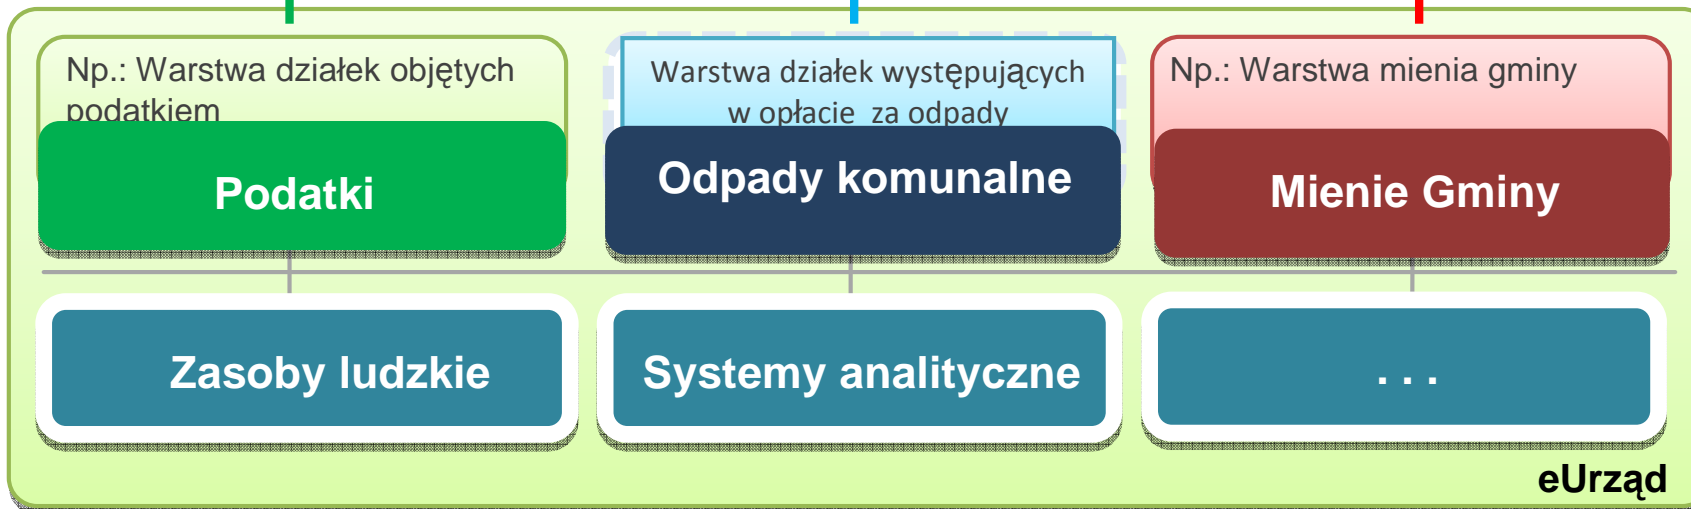 Np.: Warstwa działek objętych
podatkiem
Warstwa działek występujących
w opłacie za odpady
Np.: Warstwa mienia gminy
Podatki
Odpady komunalne
Mienie Gminy
Zasoby ludzkie
Systemy analityczne
. . .
eUrząd